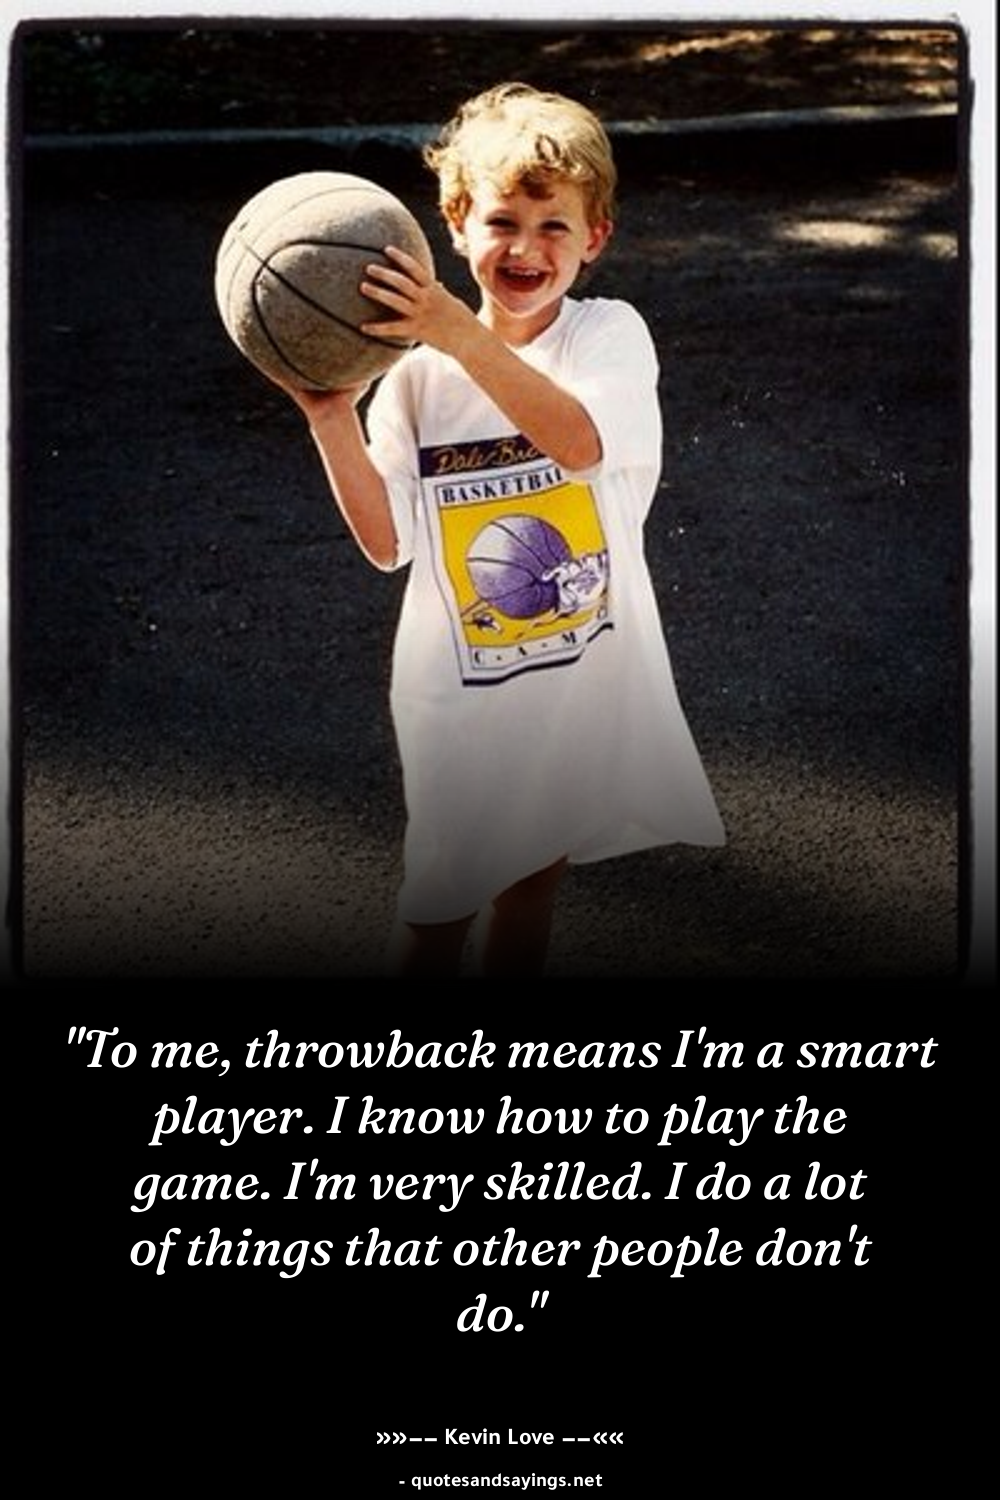 Dale Bro
BASKETBAL
C - A - M
"To me, throwback means I'm a smart
player. I know how to play the
game. I'm very skilled. I do a lot
of things that other people don't
do."
»»−− Kevin Love −−««
- quotesandsayings.net